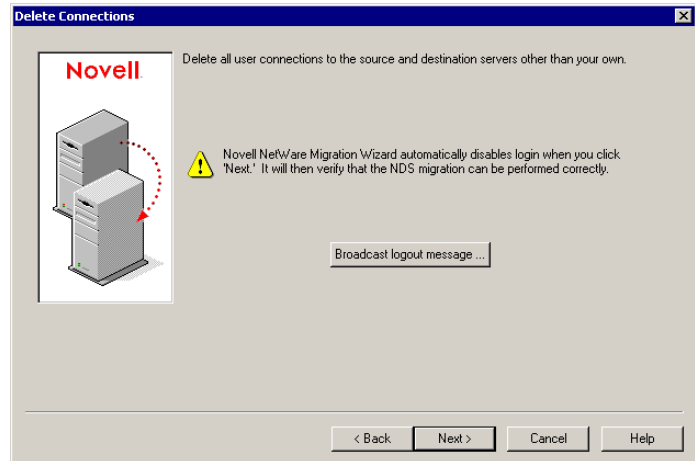 Delete Connections
Novell
Delete all user connections to the source and destination servers other than your own.
Novell NetWare Migration Wizard automatically disables login when you click
'Next.' It will then verify that the NDS migration can be performed correctly.
Broadcast logout message ...
< Back Next > Cancel Help